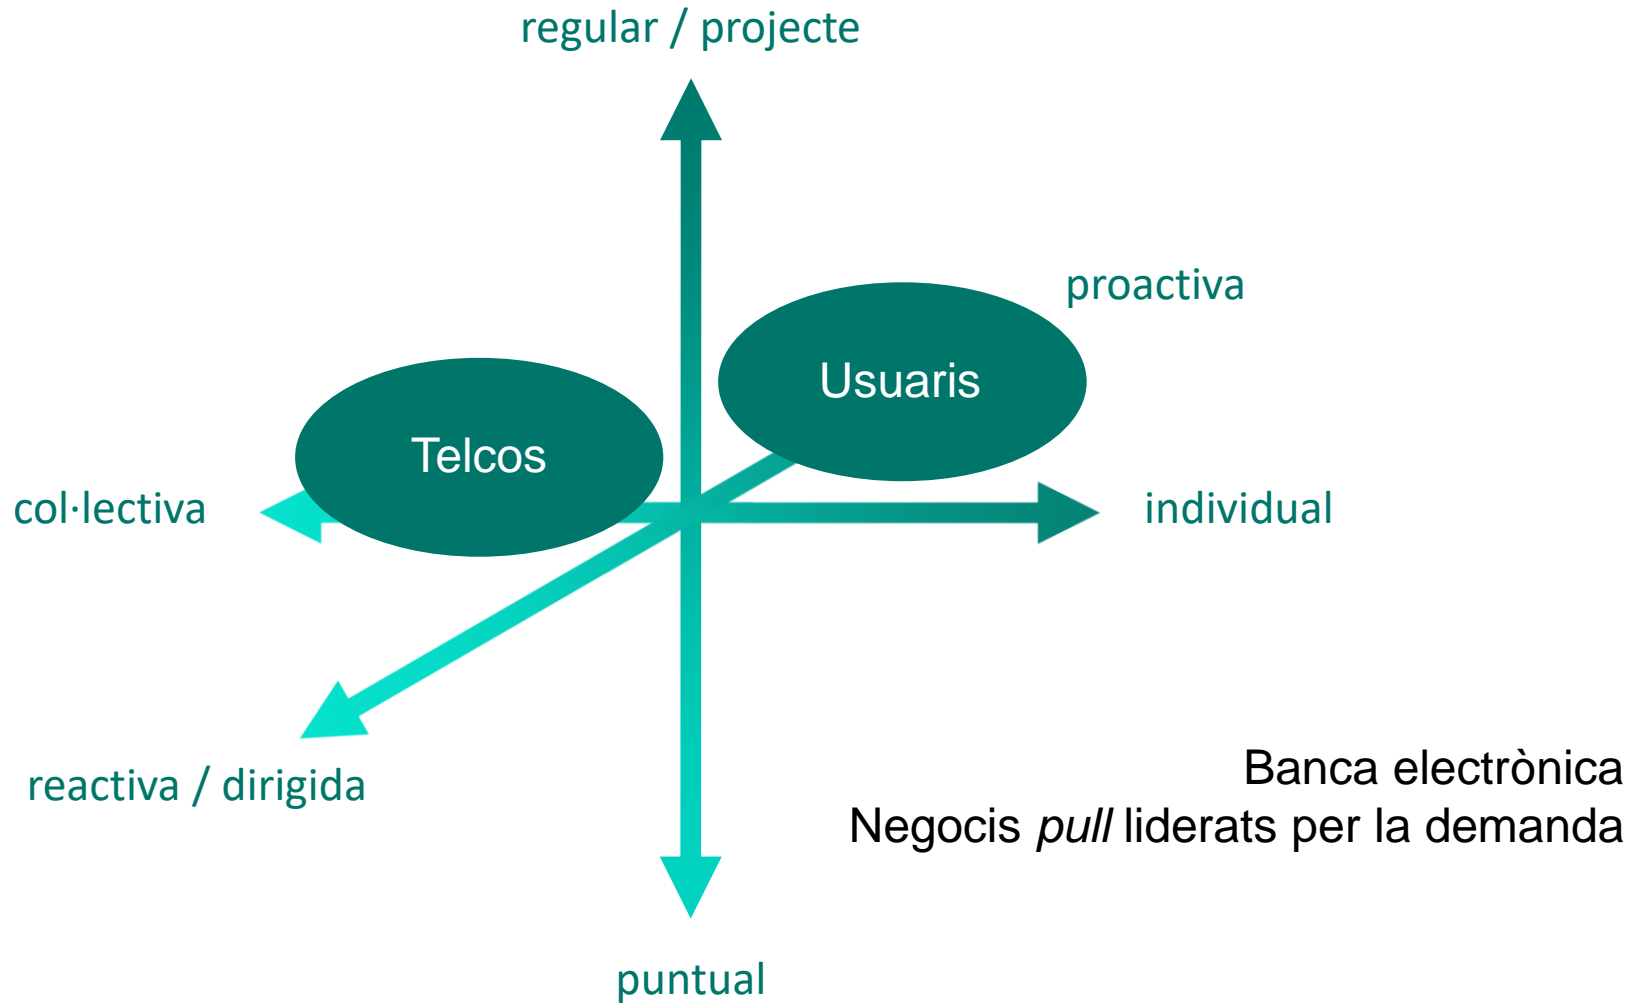 regular / projecte
proactiva
Usuaris
Telcos
col·lectiva
individual
reactiva / dirigida
Banca electrònica
Negocis pull liderats per la demanda
puntual